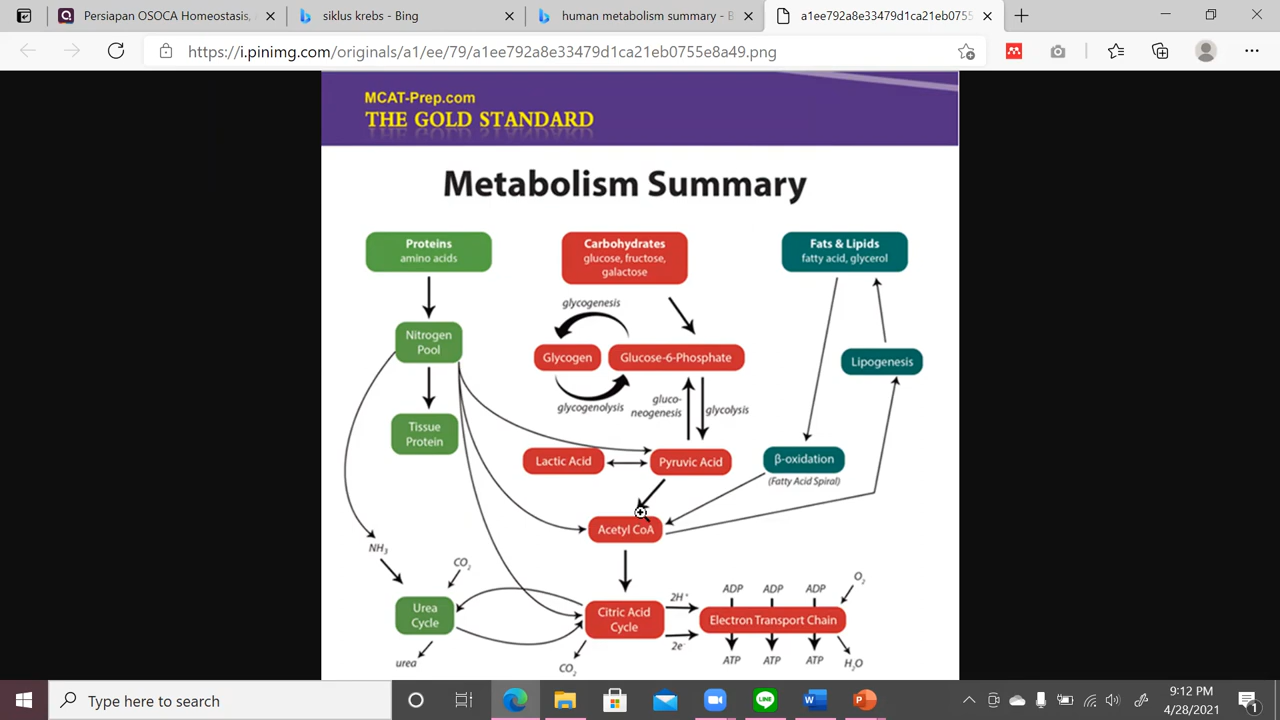 Persiapan OSOCA Homeostasis,
siklus krebs - Bing
human metabolism summary - B
a1ee792a8e33479d1ca21eb0755
https://i.pinimg.com/originals/a1/ee/79/a1ee792a8e33479d1ca21eb0755e8a49.png
MCAT-Prep.com
THE GOLD STANDARD
Metabolism Summary
Proteins
amino acids
Carbohydrates
glucose, fructose,
galactose
Fats & Lipids
fatty acid, glycerol
glycogenesis
Nitrogen
Pool
Glycogen
Glucose-6-Phosphate
Lipogenesis
glycogenolysis
gluco-
neogenesis
glycolysis
Tissue
Protein
Lactic Acid
Pyruvic Acid
β-oxidation
(Fatty Acid Spiral)
Acetyl CoA
NH₃
CO₂
Urea
Cycle
urea
Citric Acid
Cycle
CO₂
2H⁺
2e⁻
ADP
ADP
ADP
O₂
Electron Transport Chain
ATP
ATP
ATP
H₂O
Type here to search
9:12 PM
4/28/2021
1